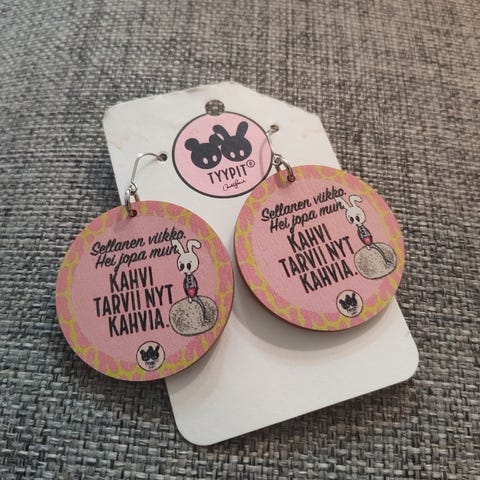 TYYPIT®
Sellanen viikko.
Hei jopa mun
KAHVI
TARVII NYT
KAHVIA.
Sellanen viikko.
Hei jopa mun
KAHVI
TARVII NYT
KAHVIA.